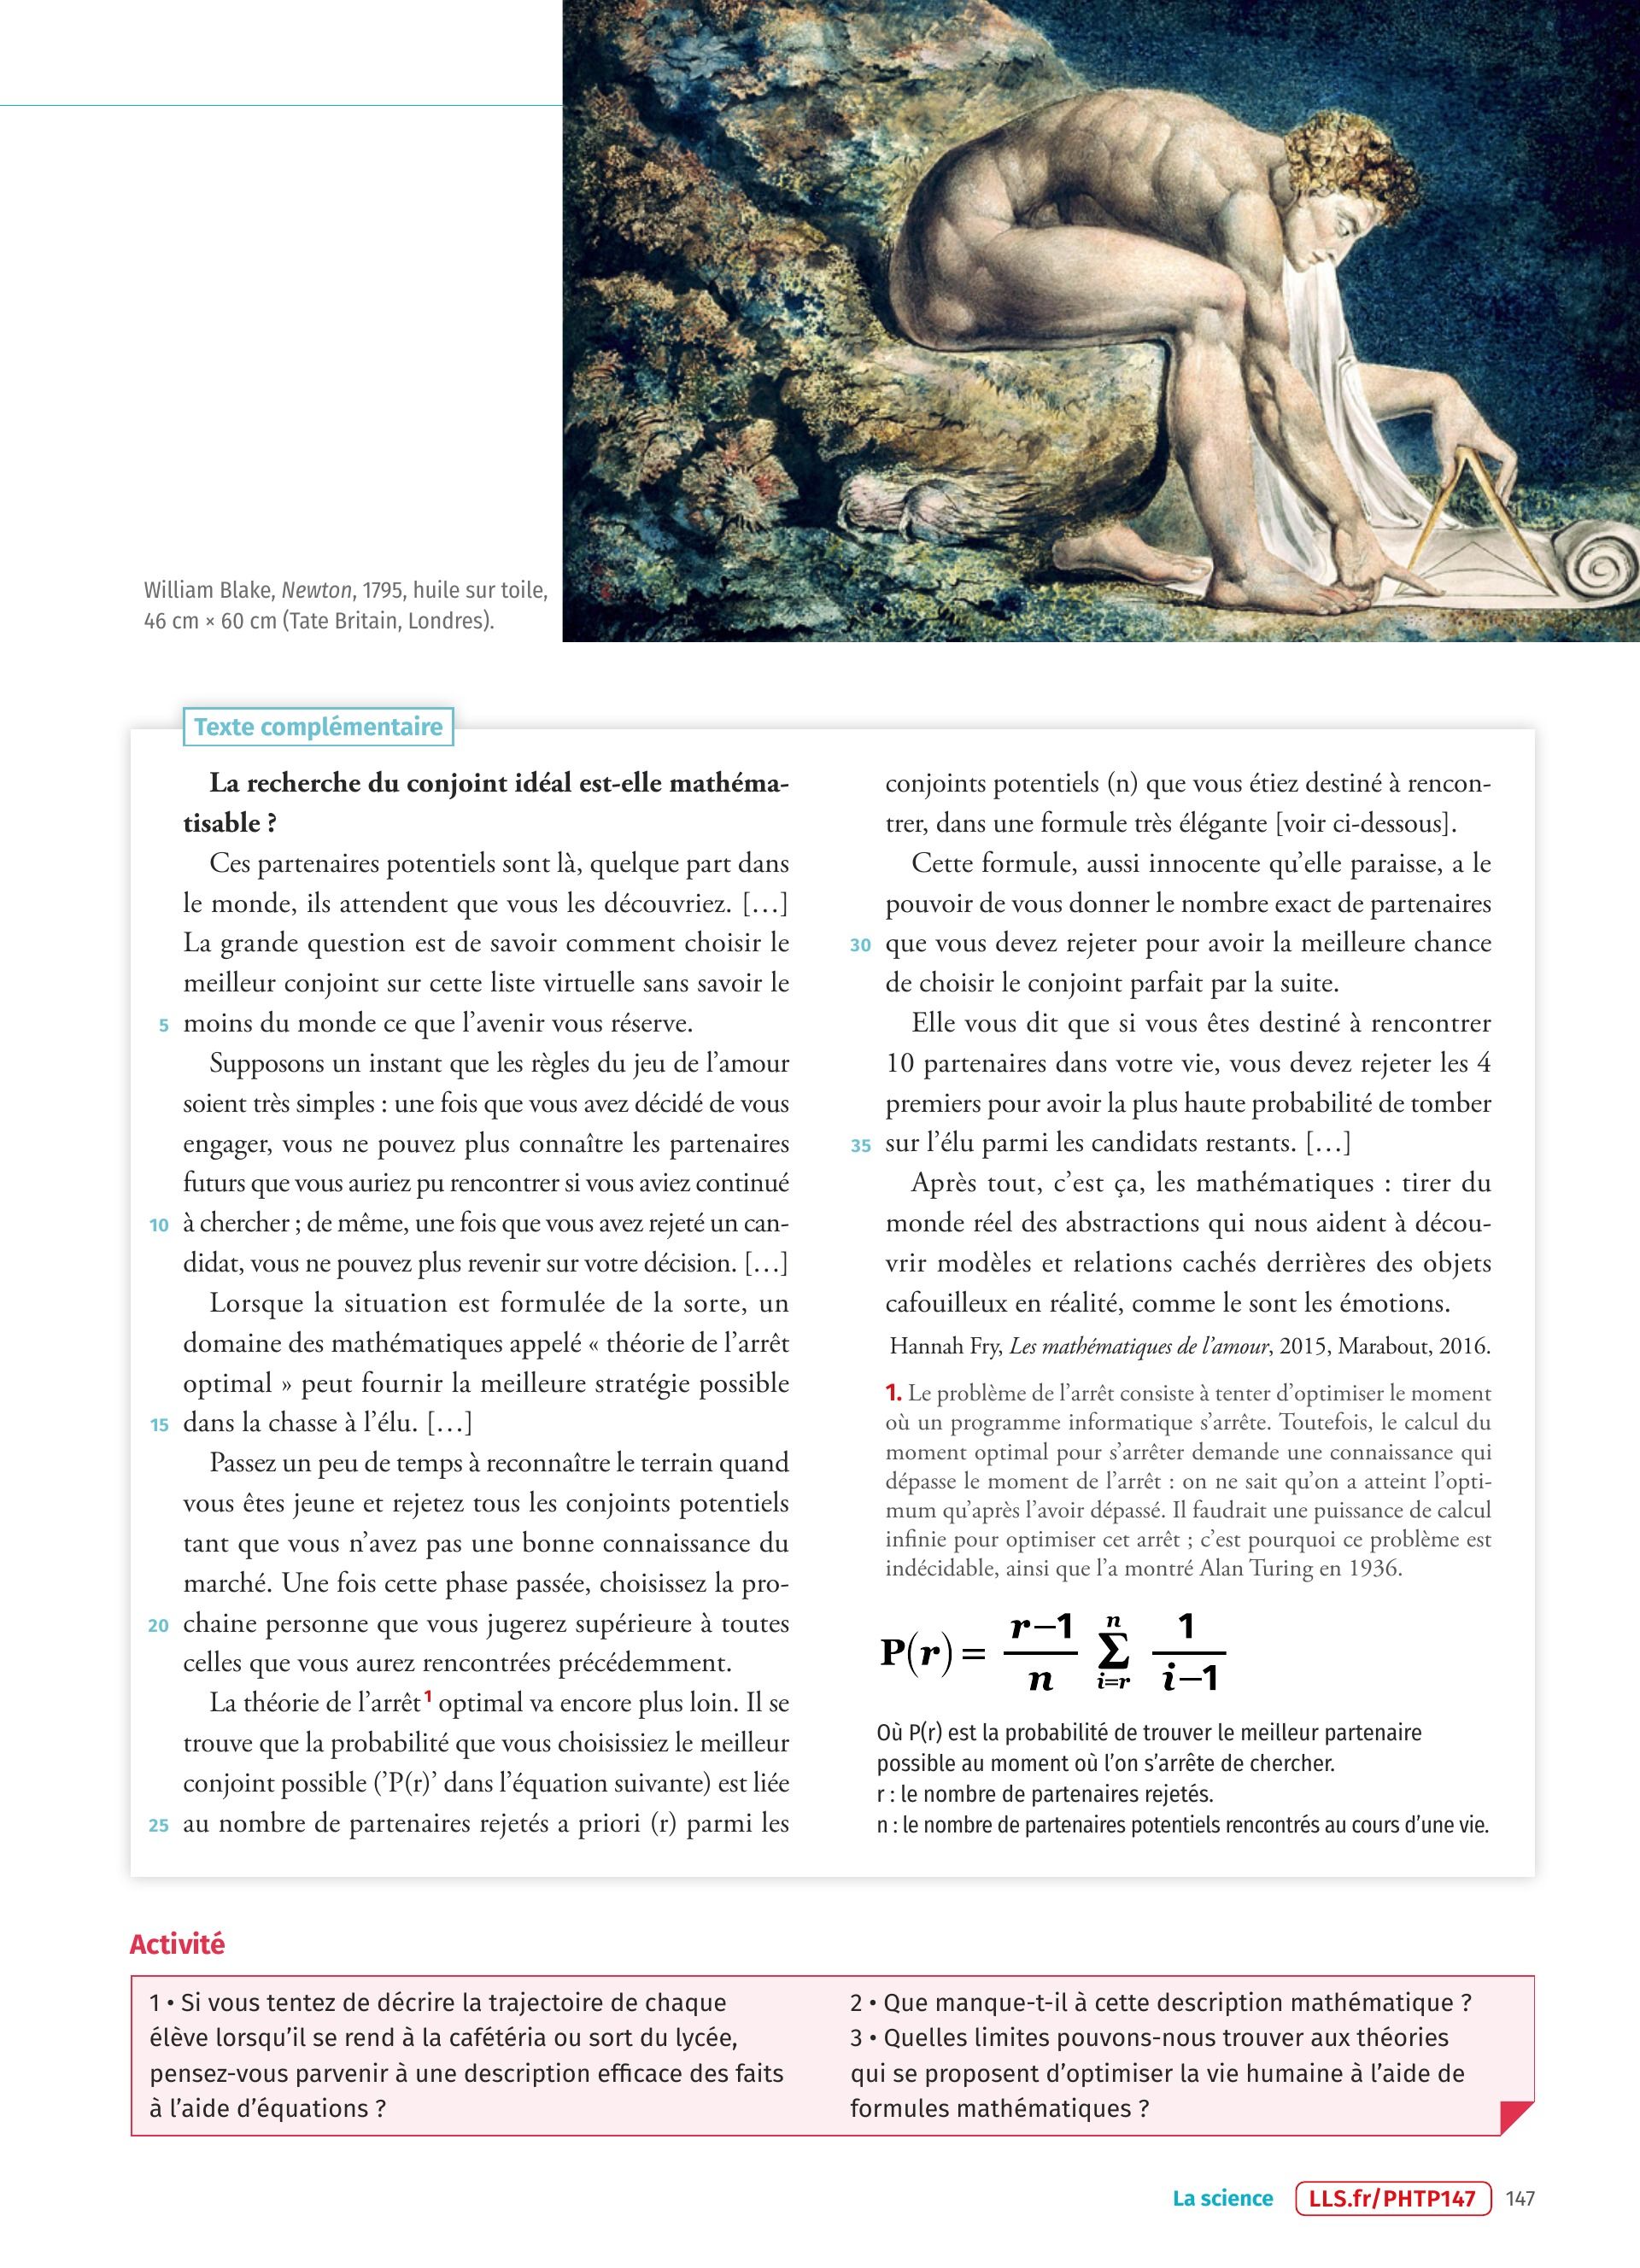 William Blake, Newton, 1795, huile sur toile,
46 cm × 60 cm (Tate Britain, Londres).
Texte complémentaire
La recherche du conjoint idéal est-elle mathéma-
tisable ?
Ces partenaires potentiels sont là, quelque part dans
le monde, ils attendent que vous les découvriez. […]
La grande question est de savoir comment choisir le
meilleur conjoint sur cette liste virtuelle sans savoir le
5 moins du monde ce que l’avenir vous réserve.
Supposons un instant que les règles du jeu de l’amour
soient très simples : une fois que vous avez décidé de vous
engager, vous ne pouvez plus connaître les partenaires
futurs que vous auriez pu rencontrer si vous aviez continué
10 à chercher ; de même, une fois que vous avez rejeté un can-
didat, vous ne pouvez plus revenir sur votre décision. […]
Lorsque la situation est formulée de la sorte, un
domaine des mathématiques appelé « théorie de l’arrêt
optimal » peut fournir la meilleure stratégie possible
15 dans la chasse à l’élu. […]
Passez un peu de temps à reconnaître le terrain quand
vous êtes jeune et rejetez tous les conjoints potentiels
tant que vous n’avez pas une bonne connaissance du
marché. Une fois cette phase passée, choisissez la pro-
20 chaine personne que vous jugerez supérieure à toutes
celles que vous aurez rencontrées précédemment.
La théorie de l’arrêt¹ optimal va encore plus loin. Il se
trouve que la probabilité que vous choisissiez le meilleur
conjoint possible (’P(r)’ dans l’équation suivante) est liée
25 au nombre de partenaires rejetés a priori (r) parmi les
conjoints potentiels (n) que vous étiez destiné à rencon-
trer, dans une formule très élégante [voir ci-dessous].
Cette formule, aussi innocente qu’elle paraisse, a le
pouvoir de vous donner le nombre exact de partenaires
30 que vous devez rejeter pour avoir la meilleure chance
de choisir le conjoint parfait par la suite.
Elle vous dit que si vous êtes destiné à rencontrer
10 partenaires dans votre vie, vous devez rejeter les 4
premiers pour avoir la plus haute probabilité de tomber
35 sur l’élu parmi les candidats restants. […]
Après tout, c’est ça, les mathématiques : tirer du
monde réel des abstractions qui nous aident à décou-
vrir modèles et relations cachés derrières des objets
cafouilleux en réalité, comme le sont les émotions.
Hannah Fry, Les mathématiques de l’amour, 2015, Marabout, 2016.
1. Le problème de l’arrêt consiste à tenter d’optimiser le moment
où un programme informatique s’arrête. Toutefois, le calcul du
moment optimal pour s’arrêter demande une connaissance qui
dépasse le moment de l’arrêt : on ne sait qu’on a atteint l’opti-
mum qu’après l’avoir dépassé. Il faudrait une puissance de calcul
infinie pour optimiser cet arrêt ; c’est pourquoi ce problème est
indécidable, ainsi que l’a montré Alan Turing en 1936.
P(r) = (r−1)/n Σ_{i=r}^{n} 1/(i−1)
Où P(r) est la probabilité de trouver le meilleur partenaire
possible au moment où l’on s’arrête de chercher.
r : le nombre de partenaires rejetés.
n : le nombre de partenaires potentiels rencontrés au cours d’une vie.
Activité
1 • Si vous tentez de décrire la trajectoire de chaque
élève lorsqu’il se rend à la cafétéria ou sort du lycée,
pensez-vous parvenir à une description efficace des faits
à l’aide d’équations ?
2 • Que manque-t-il à cette description mathématique ?
3 • Quelles limites pouvons-nous trouver aux théories
qui se proposent d’optimiser la vie humaine à l’aide de
formules mathématiques ?
La science LLS.fr/PHTP147 147